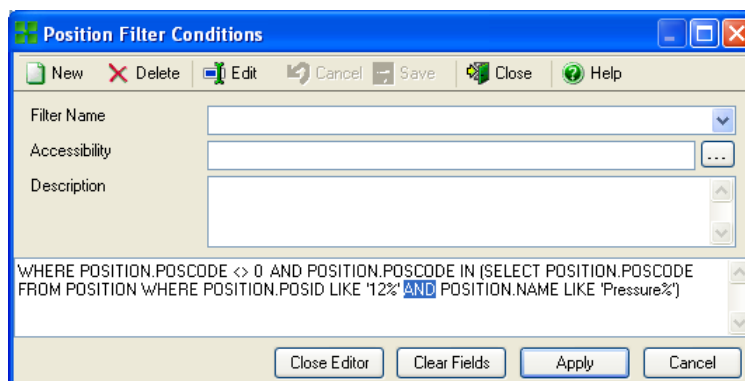 Position Filter Conditions
New Delete Edit Cancel Save Close Help
Filter Name
Accessibility
...
Description
WHERE POSITION.POSCODE <> 0 AND POSITION.POSCODE IN (SELECT POSITION.POSCODE
FROM POSITION WHERE POSITION.POSID LIKE '12%' AND POSITION.NAME LIKE 'Pressure%')
Close Editor Clear Fields Apply Cancel